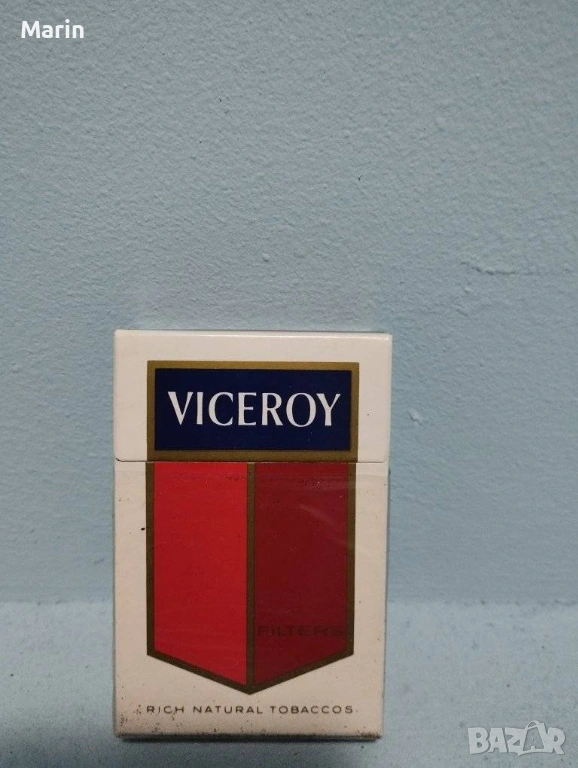 Marin
VICEROY
FILTERS
RICH NATURAL TOBACCOS
BAZAR